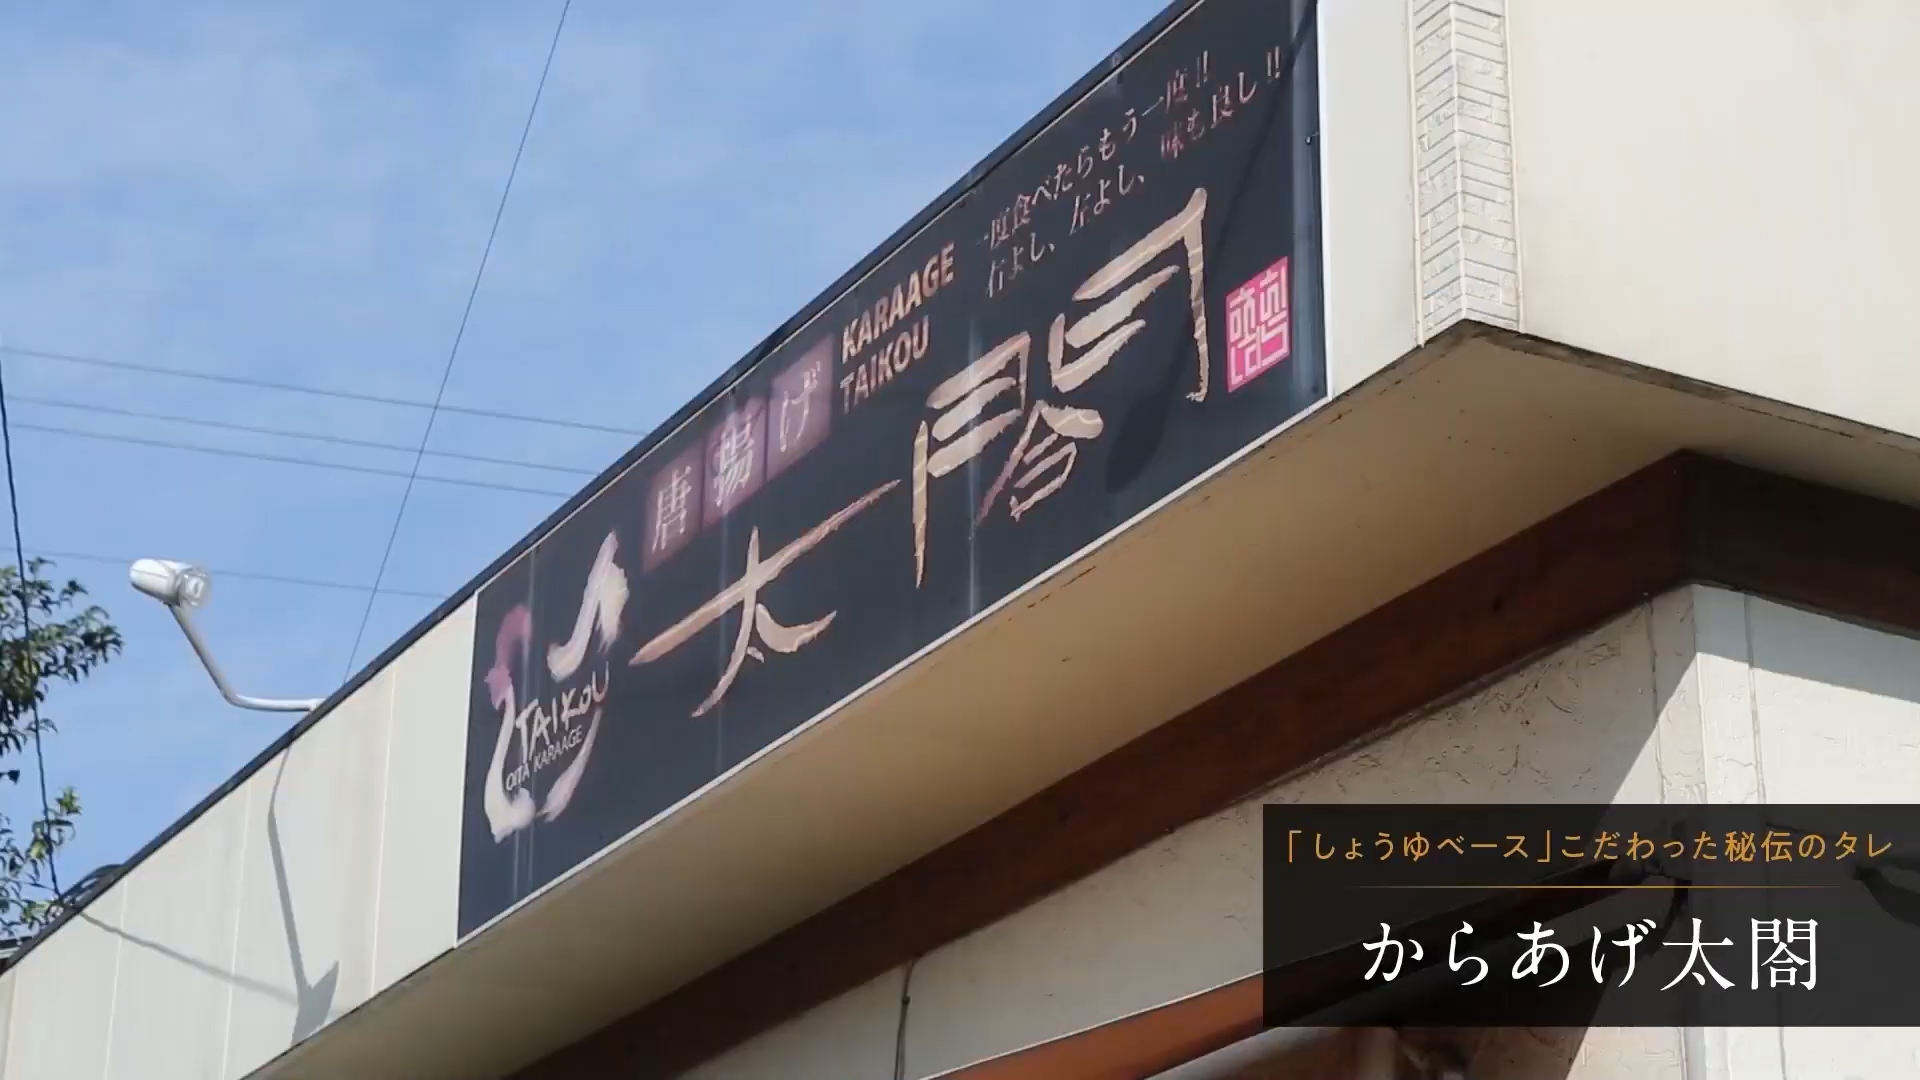 一度食べたらもう一度!!
右よし、左よし、味も良し!!
KARAAGE
TAIKOU
唐揚げ
太閤
TAIKOU
OITA KARAAGE
「しょうゆベース」こだわった秘伝のタレ
からあげ太閤